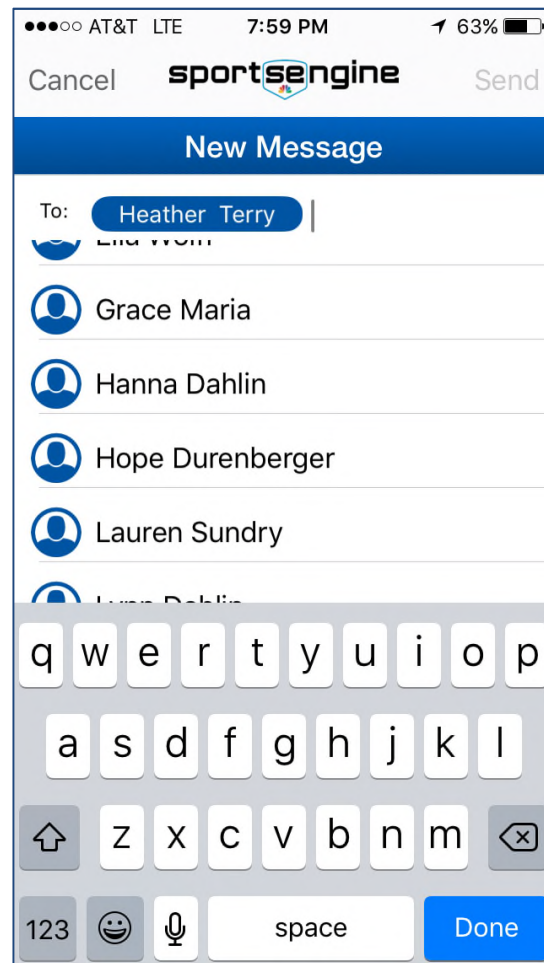 AT&T LTE 7:59 PM 63%
Cancel sportsengine Send
New Message
To: Heather Terry
Grace Maria
Hanna Dahlin
Hope Durenberger
Lauren Sundry
q w e r t y u i o p
a s d f g h j k l
z x c v b n m
123 space Done